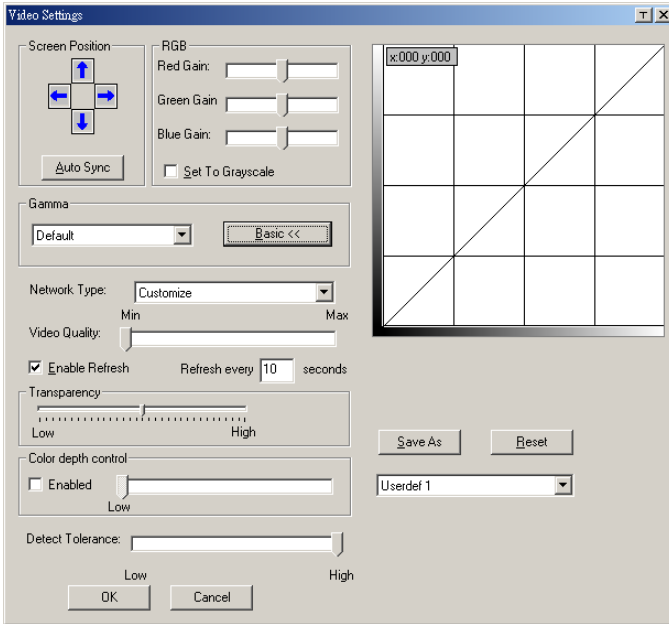 Video Settings
Screen Position
Auto Sync
RGB
Red Gain:
Green Gain
Blue Gain:
Set To Grayscale
Gamma
Default
Basic <<
Network Type:
Customize
Min
Max
Video Quality:
Enable Refresh
Refresh every 10 seconds
Transparency
Low
High
Color depth control
Enabled
Low
Detect Tolerance:
Low
High
OK
Cancel
x:000 y:000
Save As
Reset
Userdef 1